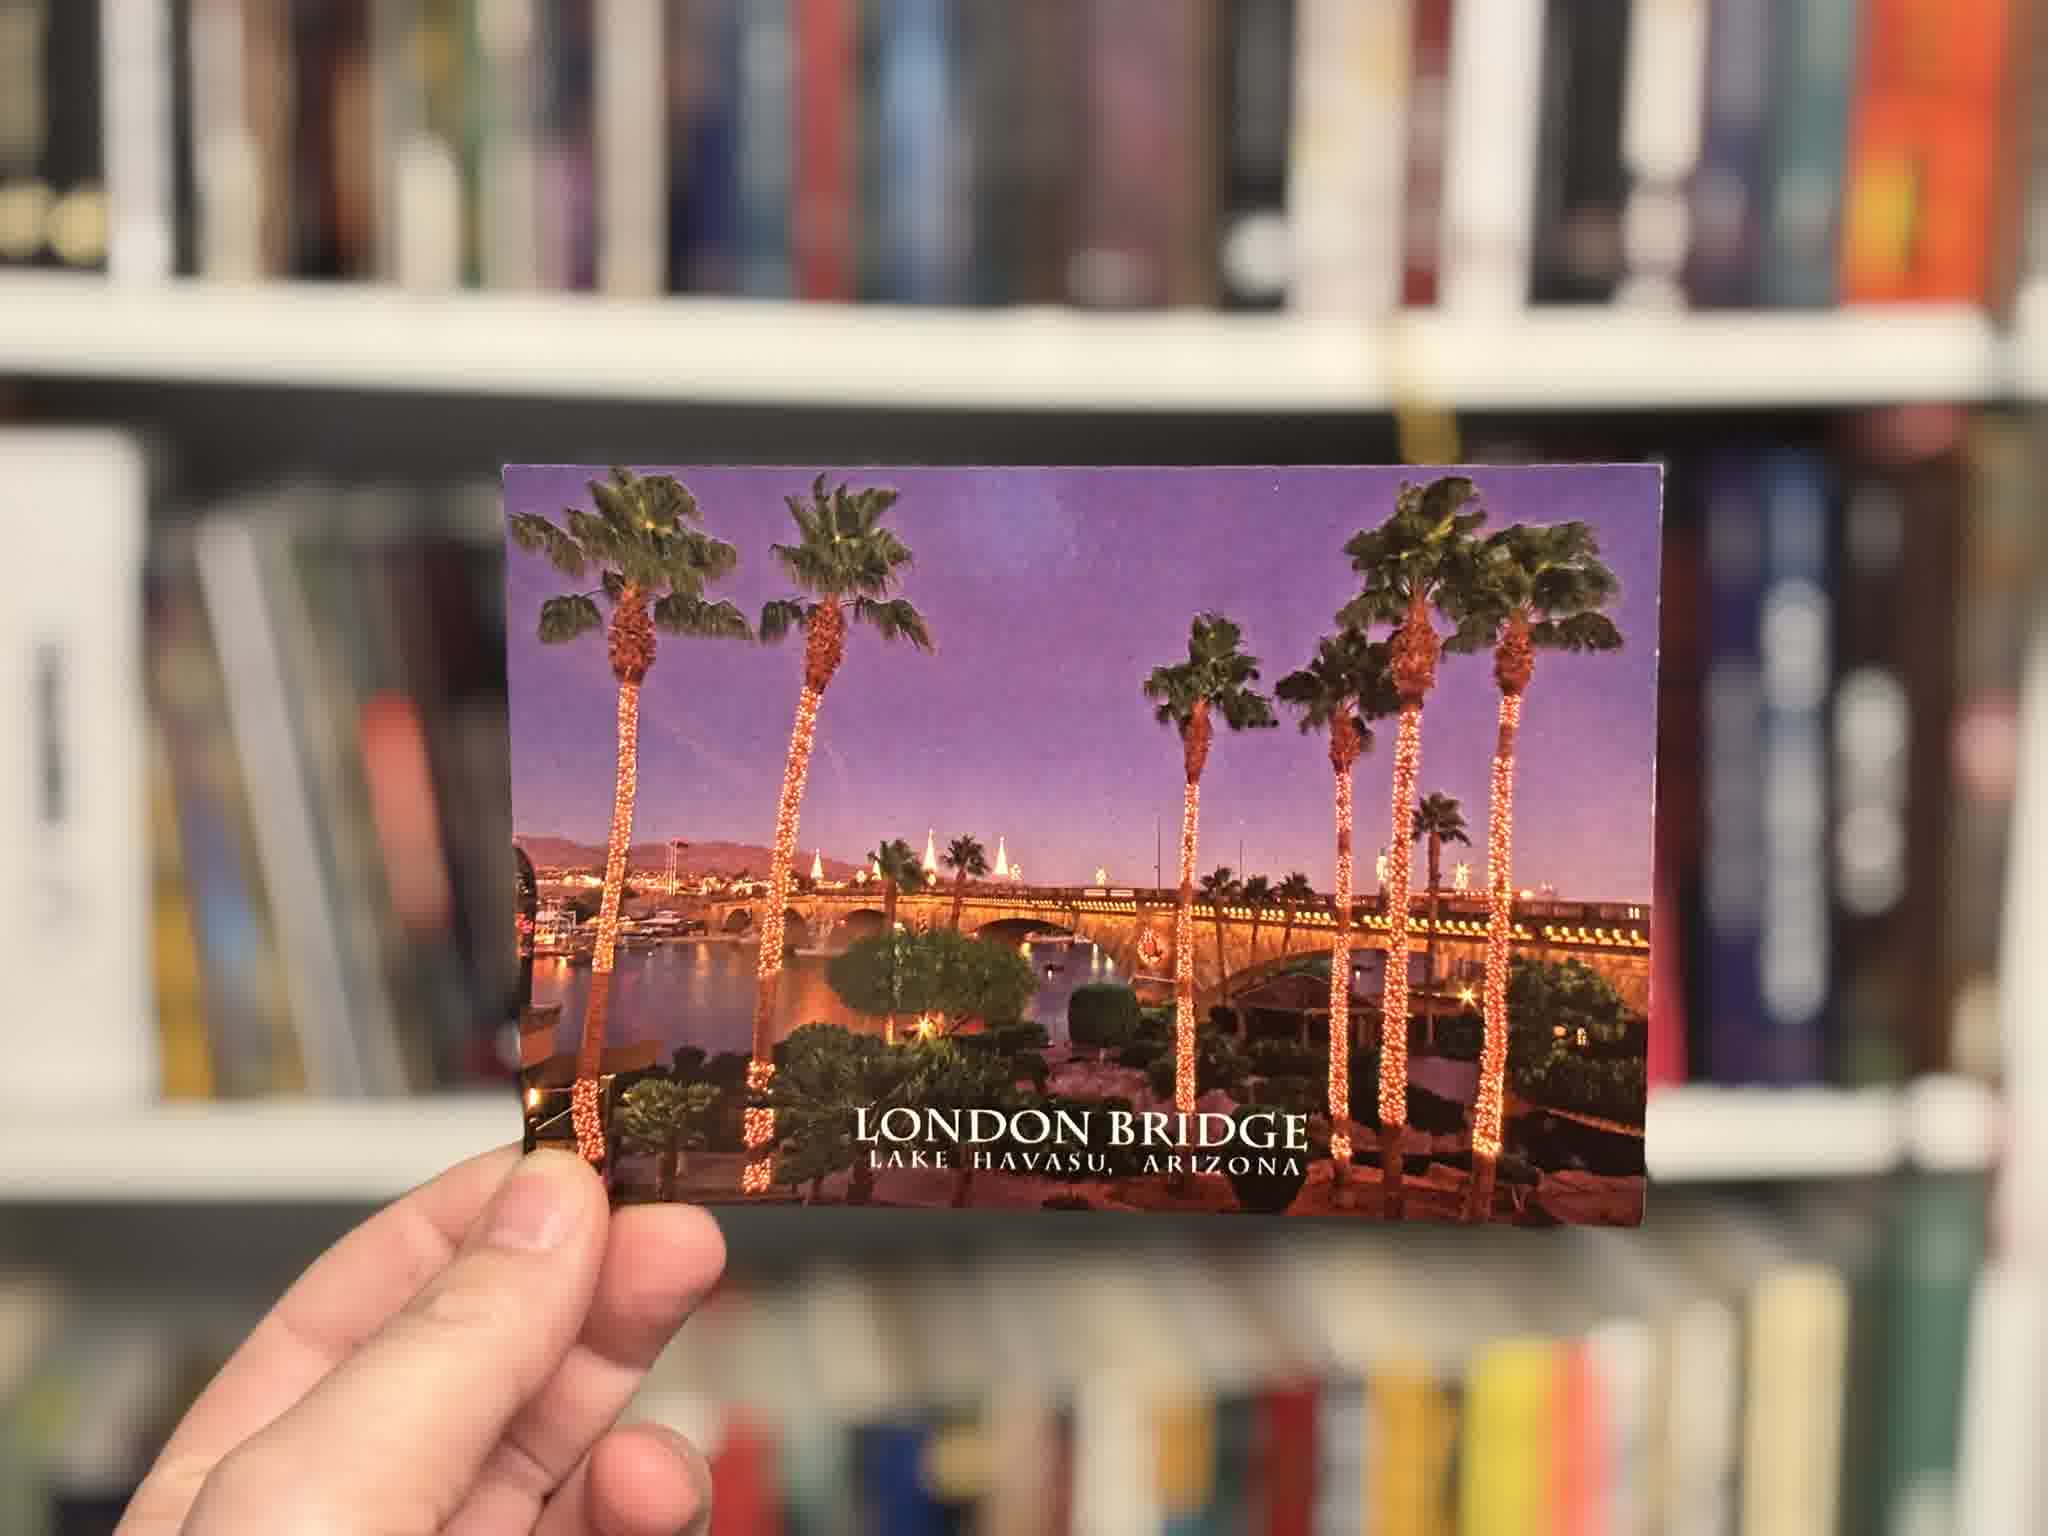 LONDON BRIDGE
LAKE HAVASU, ARIZONA